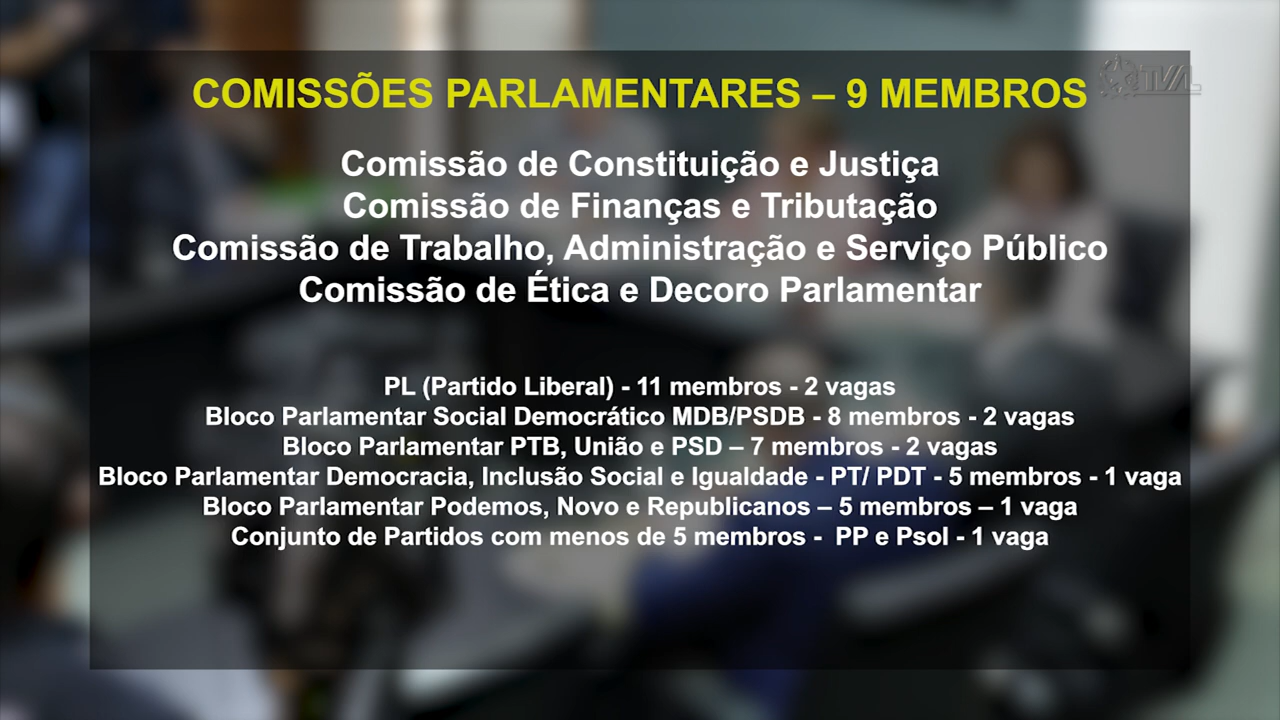 COMISSÕES PARLAMENTARES – 9 MEMBROS
TVAL
Comissão de Constituição e Justiça
Comissão de Finanças e Tributação
Comissão de Trabalho, Administração e Serviço Público
Comissão de Ética e Decoro Parlamentar
PL (Partido Liberal) - 11 membros - 2 vagas
Bloco Parlamentar Social Democrático MDB/PSDB - 8 membros - 2 vagas
Bloco Parlamentar PTB, União e PSD – 7 membros - 2 vagas
Bloco Parlamentar Democracia, Inclusão Social e Igualdade - PT/ PDT - 5 membros - 1 vaga
Bloco Parlamentar Podemos, Novo e Republicanos – 5 membros – 1 vaga
Conjunto de Partidos com menos de 5 membros -  PP e Psol - 1 vaga